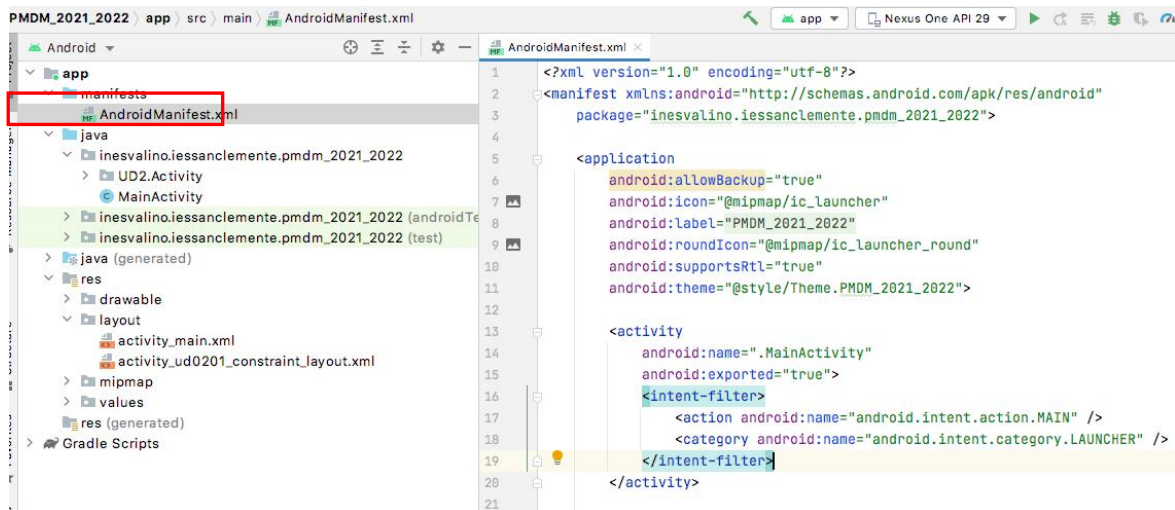 PMDM_2021_2022 〉 app 〉 src 〉 main 〉 AndroidManifest.xml
app
Nexus One API 29
Android
AndroidManifest.xml
app
manifests
AndroidManifest.xml
java
inesvalino.iessanclemente.pmdm_2021_2022
UD2.Activity
MainActivity
inesvalino.iessanclemente.pmdm_2021_2022 (androidTe
inesvalino.iessanclemente.pmdm_2021_2022 (test)
java (generated)
res
drawable
layout
activity_main.xml
activity_ud0201_constraint_layout.xml
mipmap
values
res (generated)
Gradle Scripts
1 <?xml version="1.0" encoding="utf-8"?>
2 <manifest xmlns:android="http://schemas.android.com/apk/res/android"
3 package="inesvalino.iessanclemente.pmdm_2021_2022">
4
5 <application
6 android:allowBackup="true"
7 android:icon="@mipmap/ic_launcher"
8 android:label="PMDM_2021_2022"
9 android:roundIcon="@mipmap/ic_launcher_round"
10 android:supportsRtl="true"
11 android:theme="@style/Theme.PMDM_2021_2022">
12
13 <activity
14 android:name=".MainActivity"
15 android:exported="true">
16 <intent-filter>
17 <action android:name="android.intent.action.MAIN" />
18 <category android:name="android.intent.category.LAUNCHER" />
19 </intent-filter>
20 </activity>
21